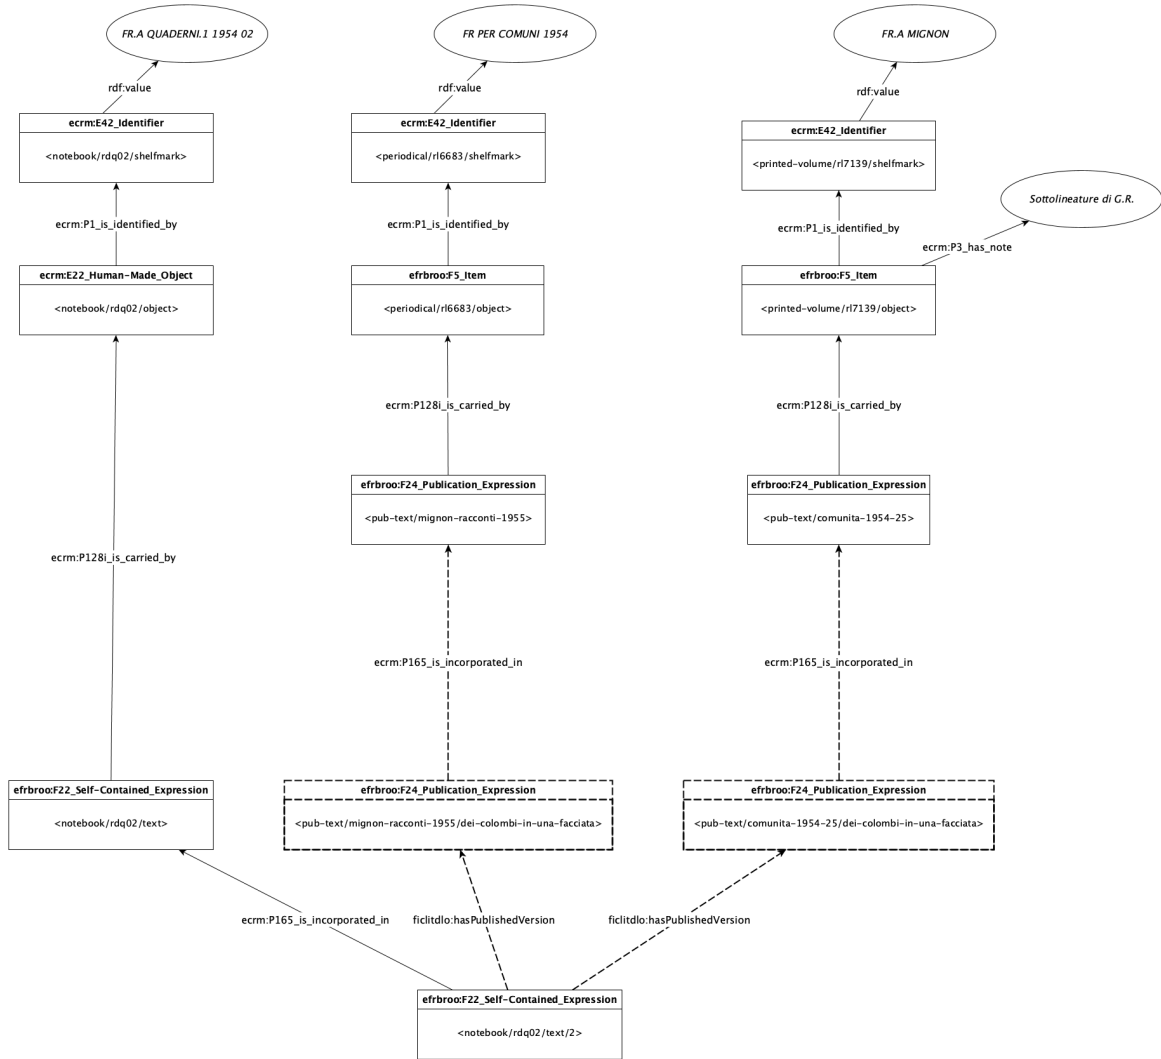 FR.A QUADERNI.1 1954 02
FR PER COMUNI 1954
FR.A MIGNON
rdf:value
rdf:value
rdf:value
ecrm:E42_Identifier
<notebook/rdq02/shelfmark>
ecrm:E42_Identifier
<periodical/rl6683/shelfmark>
ecrm:E42_Identifier
<printed-volume/rl7139/shelfmark>
Sottolineature di G.R.
ecrm:P1_is_identified_by
ecrm:P1_is_identified_by
ecrm:P1_is_identified_by
ecrm:P3_has_note
ecrm:E22_Human-Made_Object
<notebook/rdq02/object>
efrbroo:F5_Item
<periodical/rl6683/object>
efrbroo:F5_Item
<printed-volume/rl7139/object>
ecrm:P128i_is_carried_by
ecrm:P128i_is_carried_by
efrbroo:F24_Publication_Expression
<pub-text/mignon-racconti-1955>
efrbroo:F24_Publication_Expression
<pub-text/comunita-1954-25>
ecrm:P128i_is_carried_by
ecrm:P165_is_incorporated_in
ecrm:P165_is_incorporated_in
efrbroo:F22_Self-Contained_Expression
<notebook/rdq02/text>
efrbroo:F24_Publication_Expression
<pub-text/mignon-racconti-1955/dei-colombi-in-una-facciata>
efrbroo:F24_Publication_Expression
<pub-text/comunita-1954-25/dei-colombi-in-una-facciata>
ecrm:P165_is_incorporated_in
ficlitdlo:hasPublishedVersion
ficlitdlo:hasPublishedVersion
efrbroo:F22_Self-Contained_Expression
<notebook/rdq02/text/2>